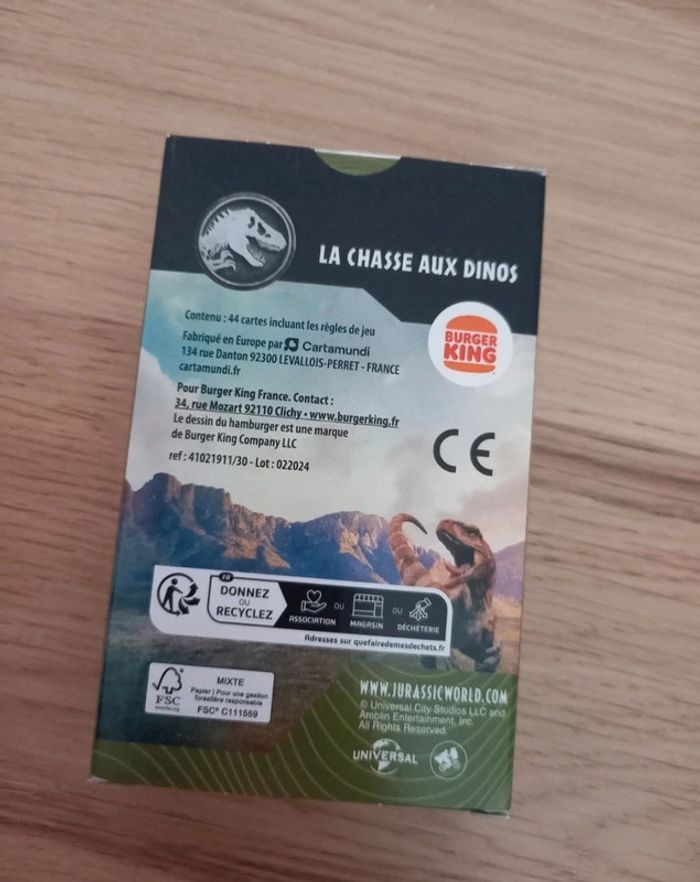 LA CHASSE AUX DINOS
Contenu : 44 cartes incluant les règles de jeu
Fabriqué en Europe par Cartamundi
134 rue Danton 92300 LEVALLOIS-PERRET - FRANCE
cartamundi.fr
BURGER
KING
Pour Burger King France. Contact :
34, rue Mozart 92110 Clichy • www.burgerking.fr
Le dessin du hamburger est une marque
de Burger King Company LLC
ref : 41021911/30 - Lot : 022024
CE
FR
DONNEZ
OU
RECYCLEZ
ASSOCIATION OU MAGASIN OU DÉCHÈTERIE
Adresses sur quefairedemesdechets.fr
FSC
www.fsc.org
MIXTE
Papier | Pour une gestion
forestière responsable
FSC® C111559
WWW.JURASSICWORLD.COM
© Universal City Studios LLC and
Amblin Entertainment, Inc.
All Rights Reserved.
UNIVERSAL